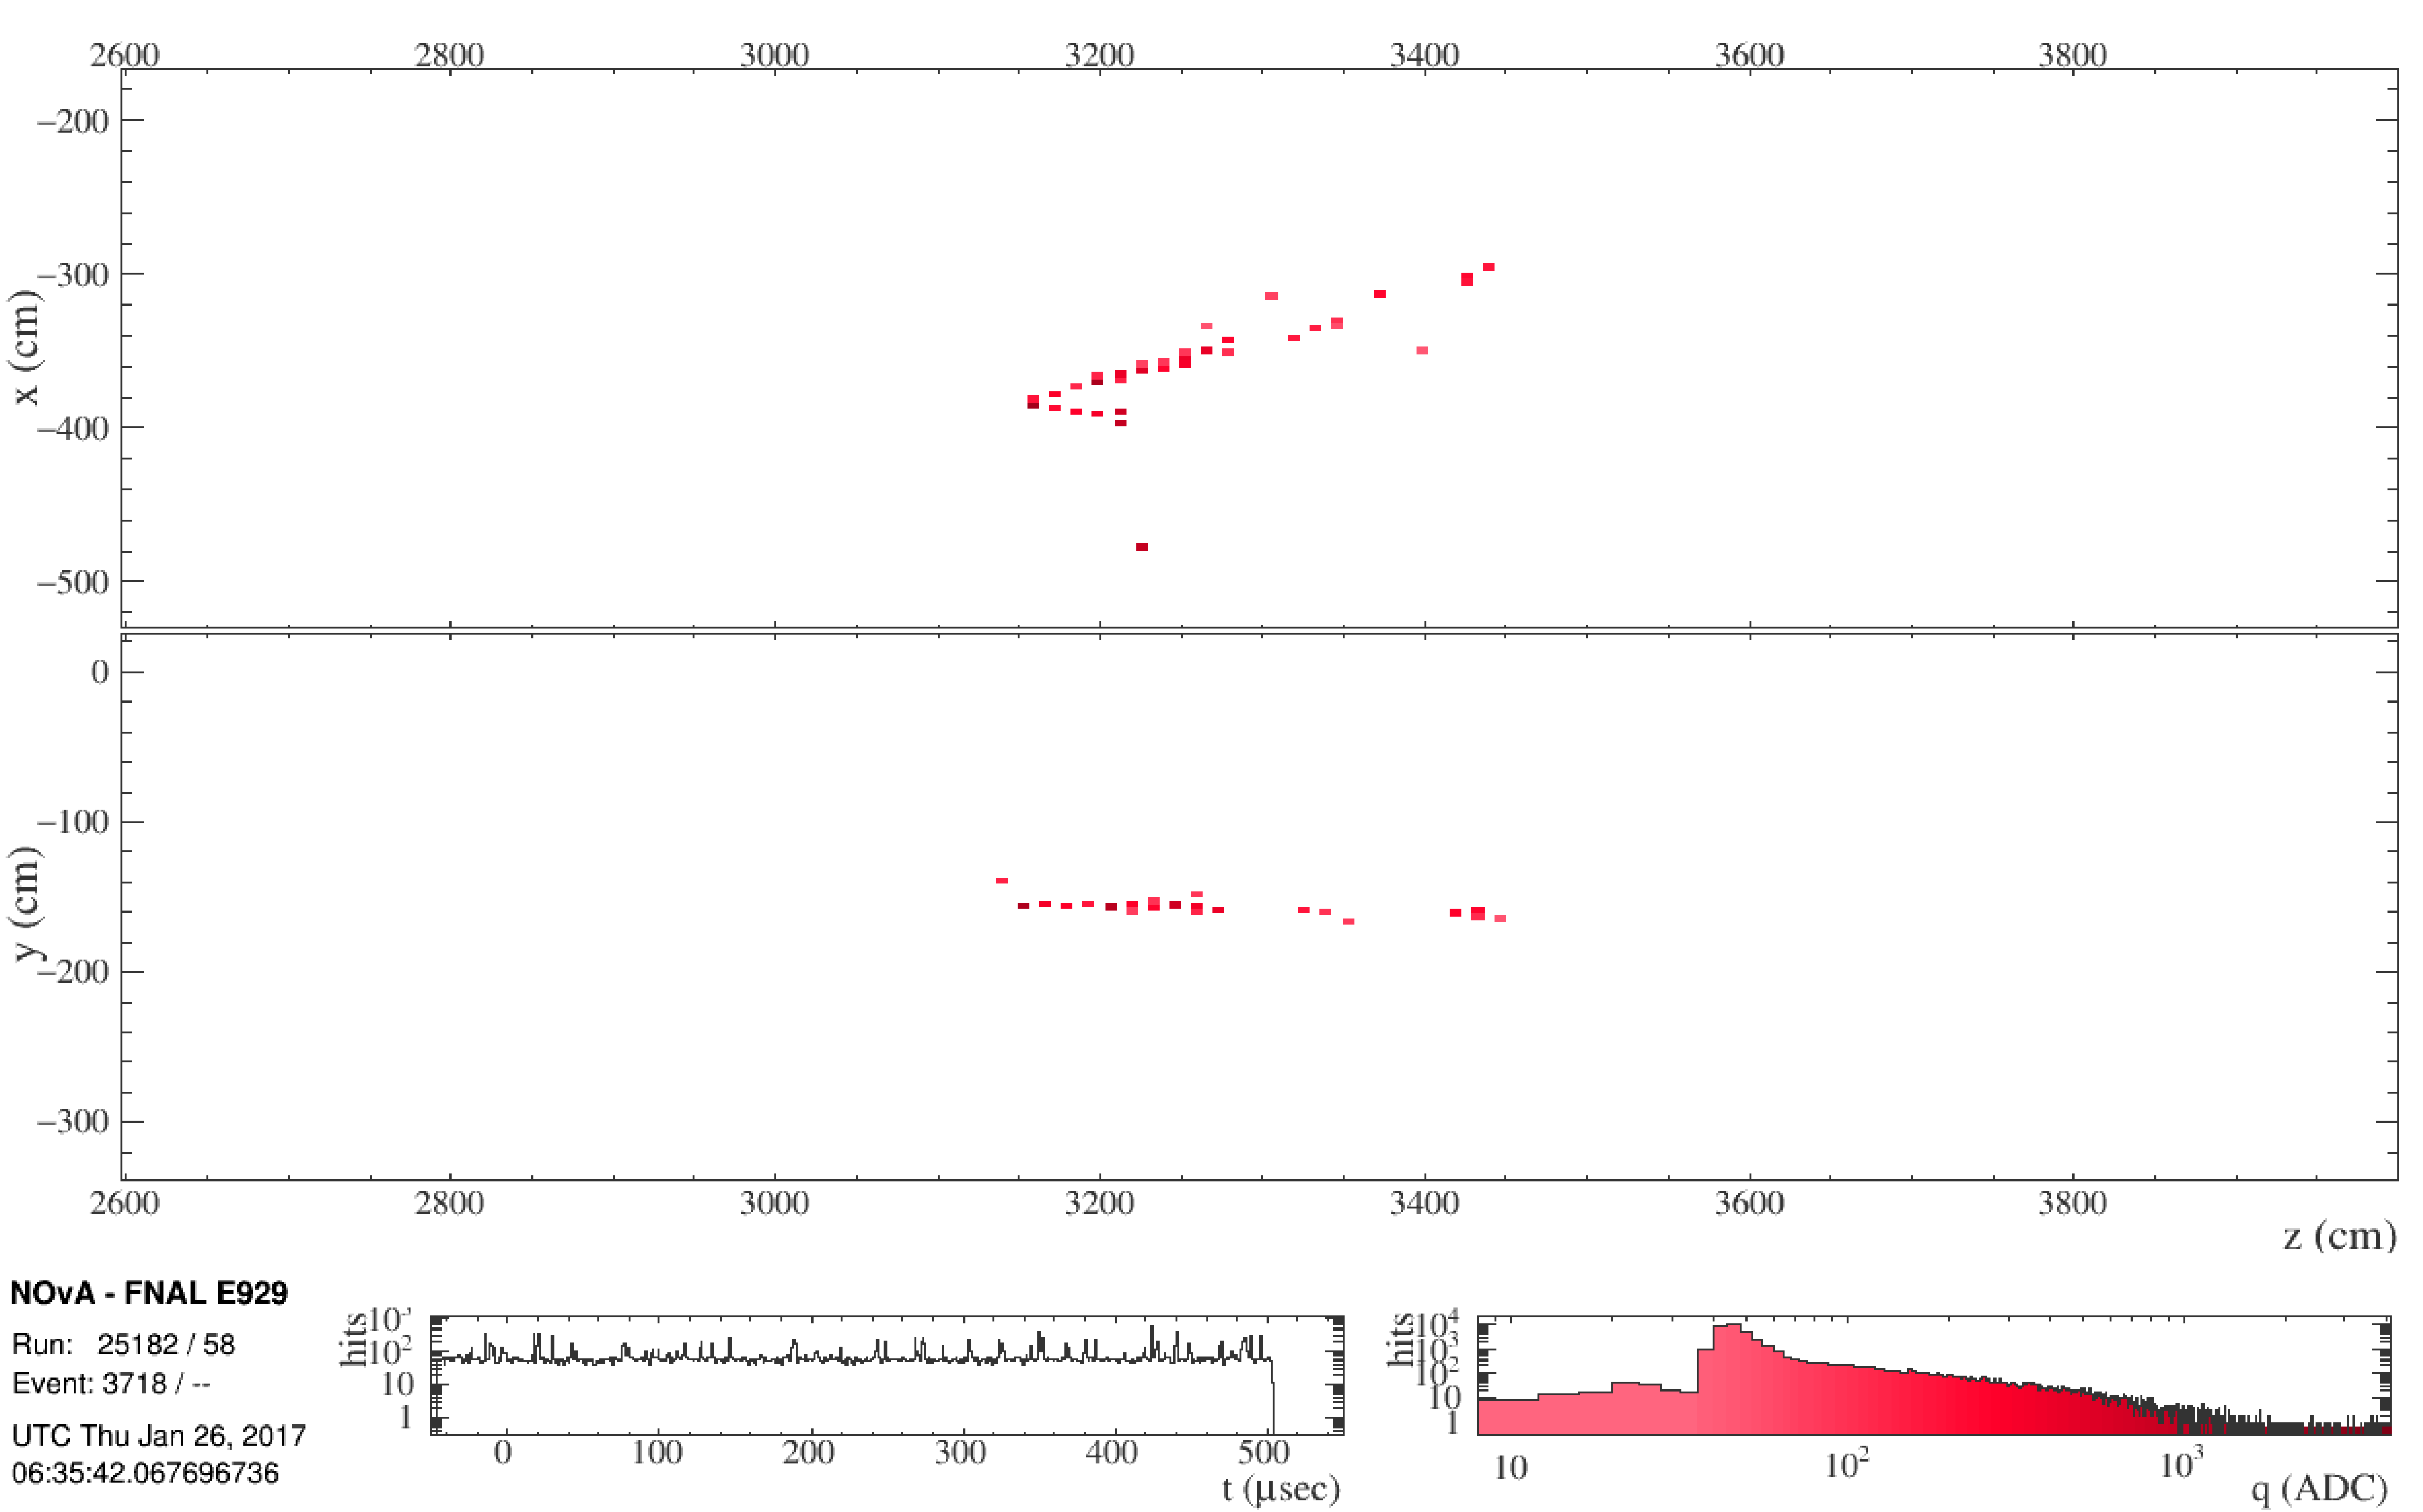 2600 2800 3000 3200 3400 3600 3800
x (cm)
−200
−300
−400
−500
y (cm)
0
−100
−200
−300
2600 2800 3000 3200 3400 3600 3800
z (cm)
NOvA - FNAL E929
Run: 25182 / 58
Event: 3718 / --
UTC Thu Jan 26, 2017
06:35:42.067696736
hits
10²
10
1
0 100 200 300 400 500
t (μsec)
hits
10⁴
10³
10²
10
1
10 10² 10³
q (ADC)